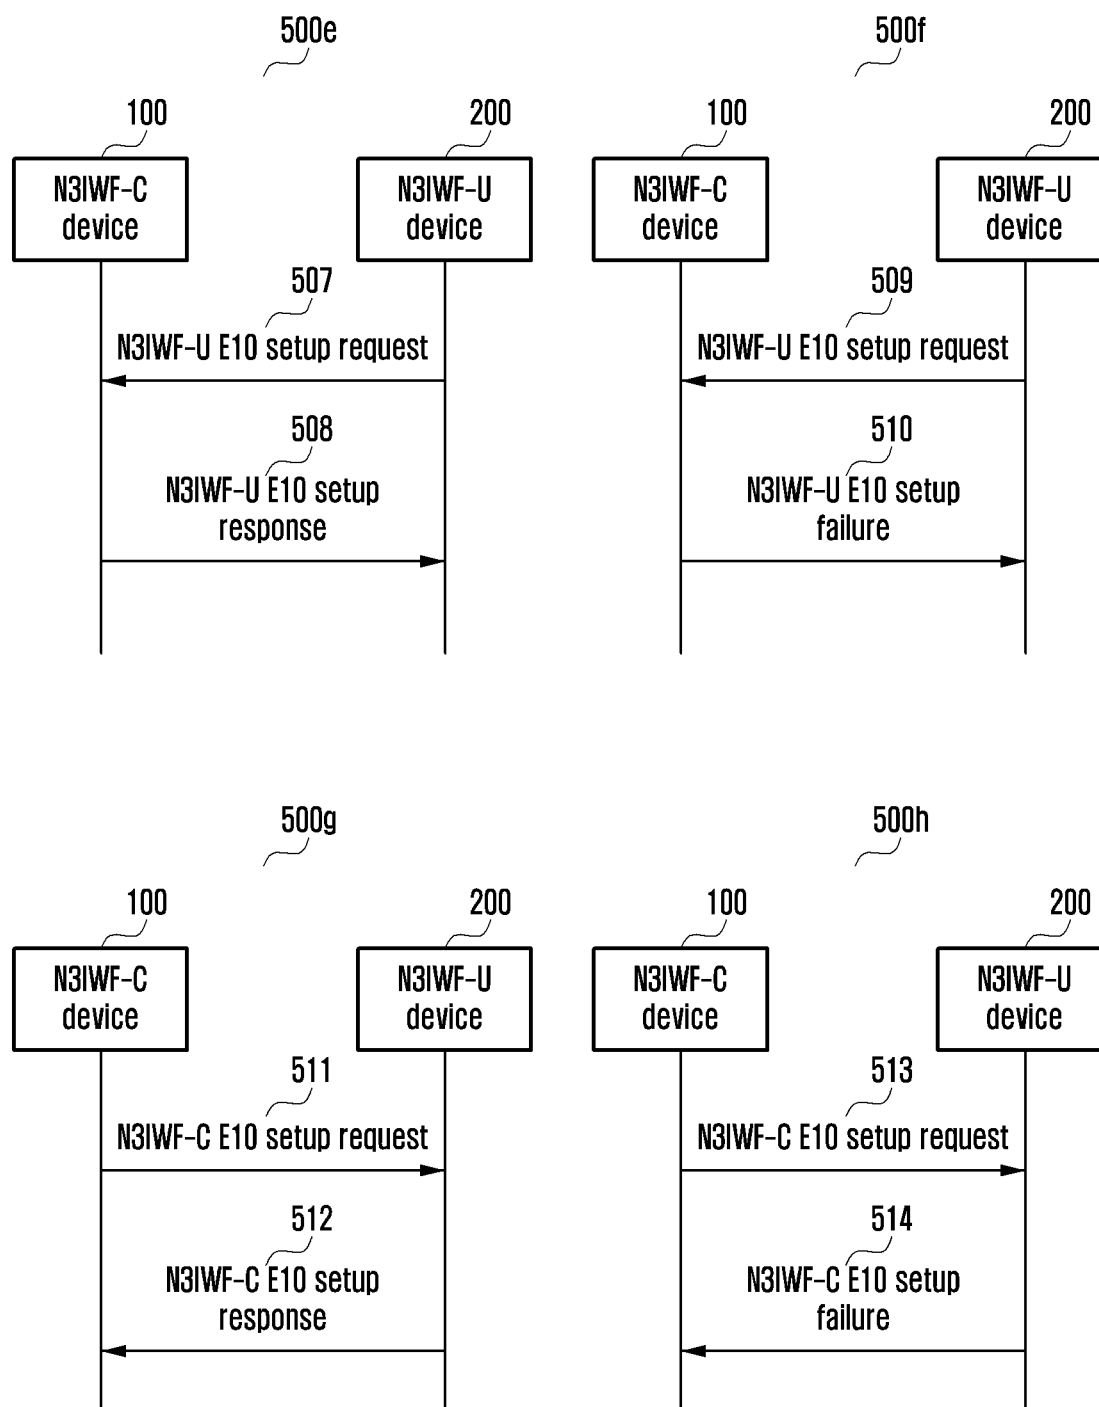 500e
100
200
N3IWF-C
device
N3IWF-U
device
507
N3IWF-U E10 setup request
508
N3IWF-U E10 setup
response
500f
100
200
N3IWF-C
device
N3IWF-U
device
509
N3IWF-U E10 setup request
510
N3IWF-U E10 setup
failure
500g
100
200
N3IWF-C
device
N3IWF-U
device
511
N3IWF-C E10 setup request
512
N3IWF-C E10 setup
response
500h
100
200
N3IWF-C
device
N3IWF-U
device
513
N3IWF-C E10 setup request
514
N3IWF-C E10 setup
failure